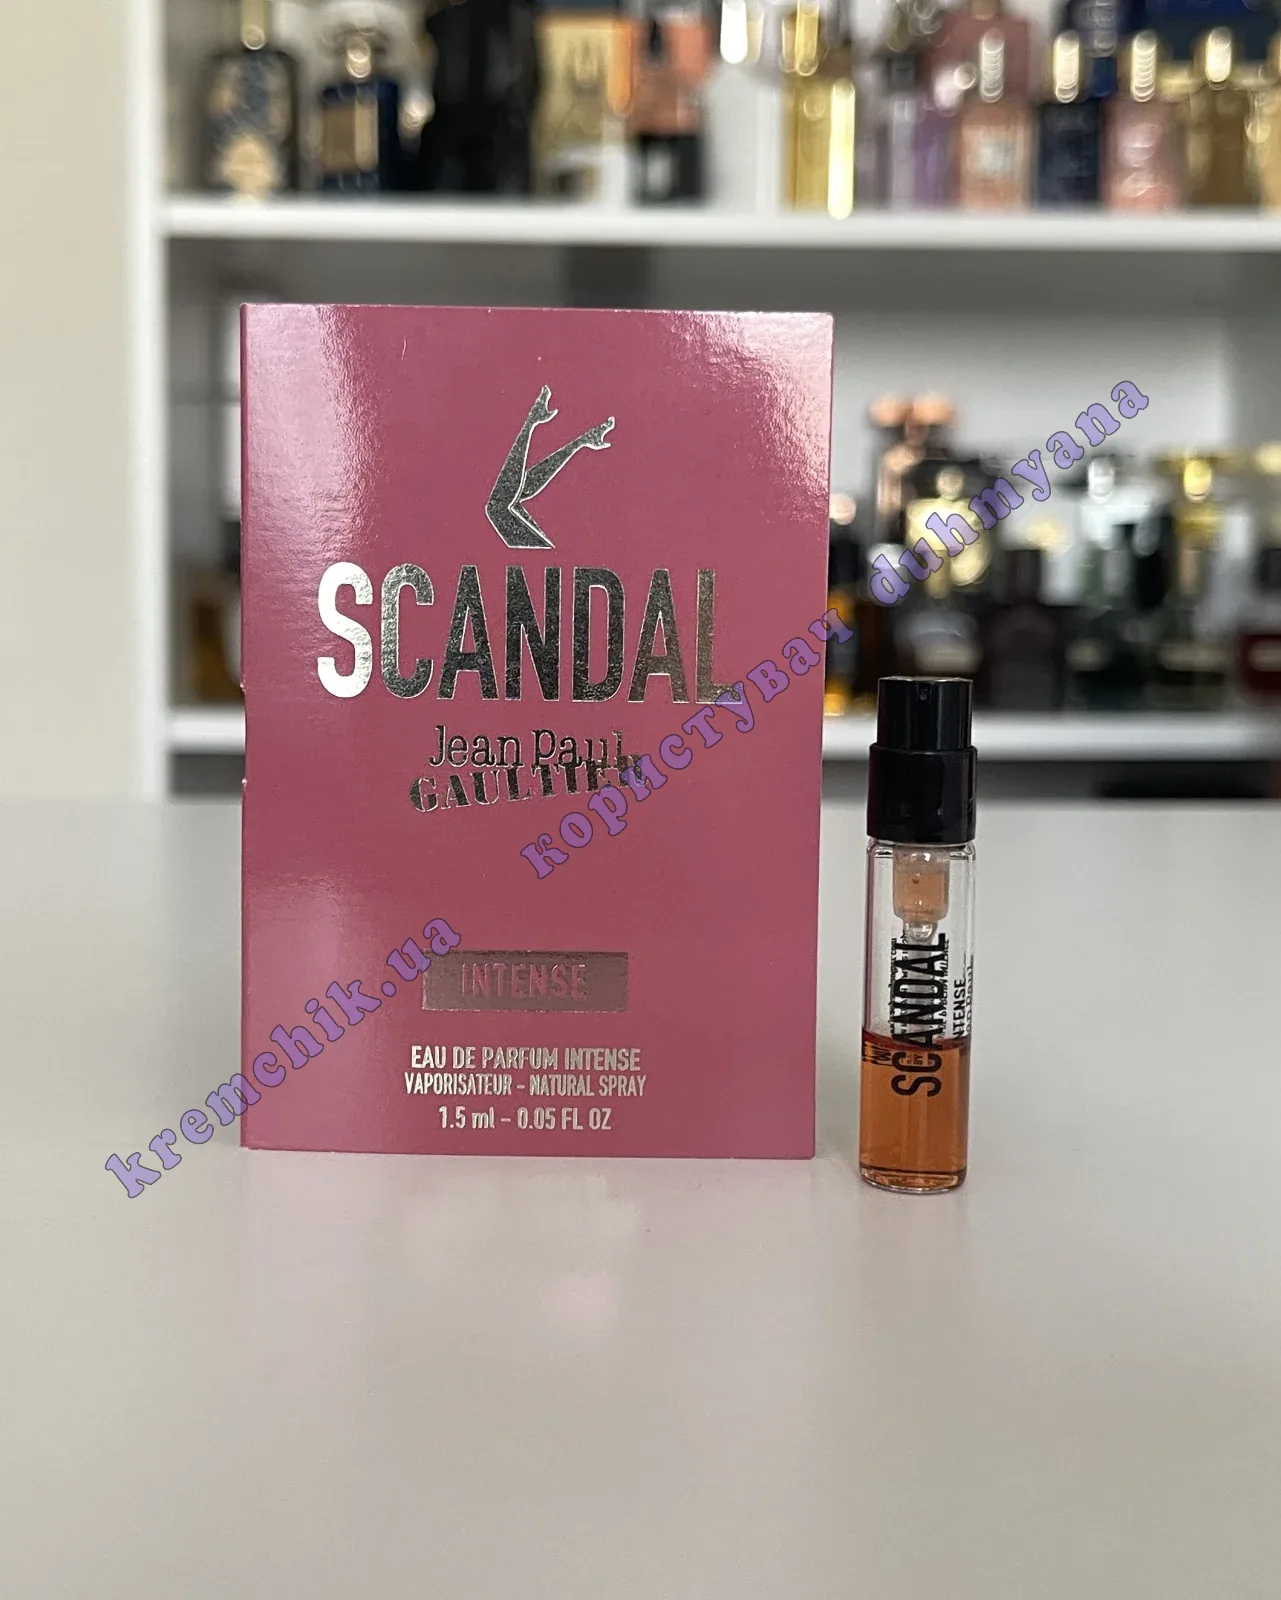 SCANDAL
Jean Paul
GAULTIER
INTENSE
EAU DE PARFUM INTENSE
VAPORISATEUR - NATURAL SPRAY
1.5 ml - 0.05 FL OZ
SCANDAL
INTENSE
kremchik.ua користувач duhmyana